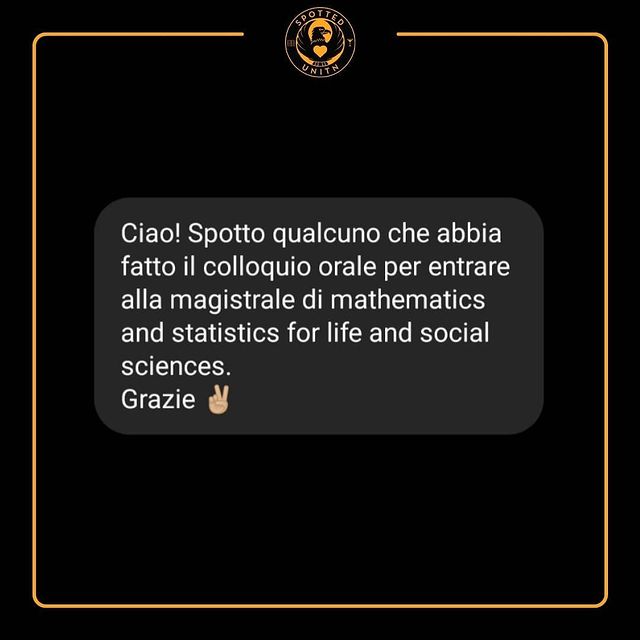 SPOTTED
UNITN
Ciao! Spotto qualcuno che abbia
fatto il colloquio orale per entrare
alla magistrale di mathematics
and statistics for life and social
sciences.
Grazie ✌🏼